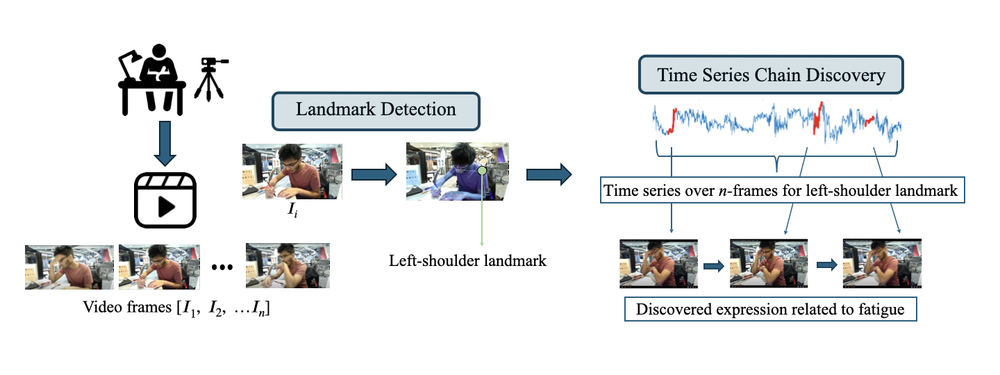 Landmark Detection
Time Series Chain Discovery
I_i
Time series over n-frames for left-shoulder landmark
Left-shoulder landmark
Video frames [I_1, I_2, …I_n]
Discovered expression related to fatigue